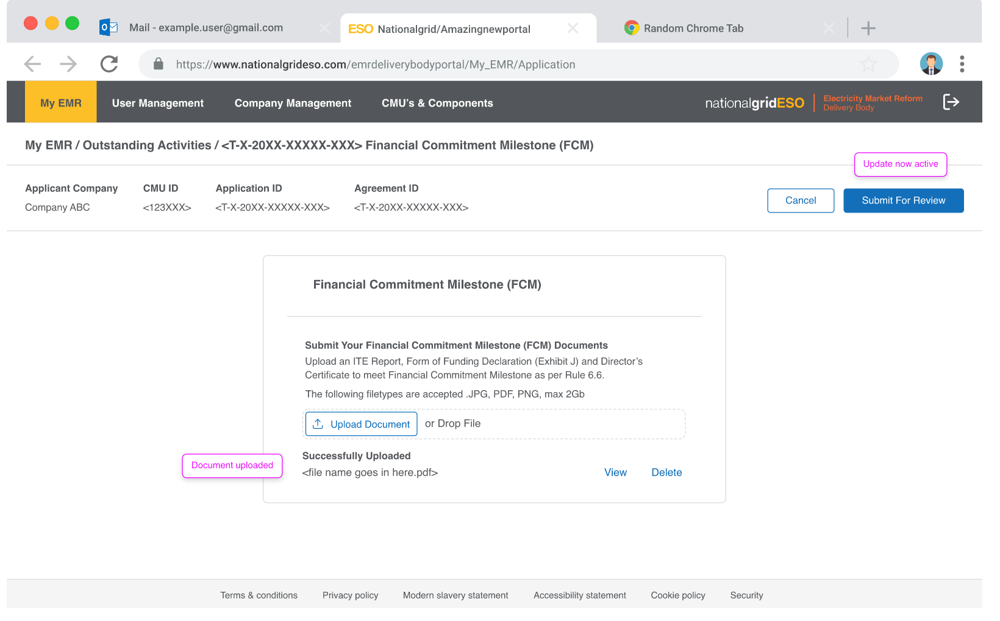 Mail - example.user@gmail.com
ESO Nationalgrid/Amazingnewportal
Random Chrome Tab
https://www.nationalgrideso.com/emrdeliverybodyportal/My_EMR/Application
My EMR
User Management
Company Management
CMU's & Components
nationalgridESO
Electricity Market Reform
Delivery Body
My EMR / Outstanding Activities / <T-X-20XX-XXXXX-XXX> Financial Commitment Milestone (FCM)
Update now active
Applicant Company
CMU ID
Application ID
Agreement ID
Company ABC
<123XXX>
<T-X-20XX-XXXXX-XXX>
<T-X-20XX-XXXXX-XXX>
Cancel
Submit For Review
Financial Commitment Milestone (FCM)
Submit Your Financial Commitment Milestone (FCM) Documents
Upload an ITE Report, Form of Funding Declaration (Exhibit J) and Director's
Certificate to meet Financial Commitment Milestone as per Rule 6.6.
The following filetypes are accepted .JPG, PDF, PNG, max 2Gb
Upload Document
or Drop File
Successfully Uploaded
Document uploaded
<file name goes in here.pdf>
View
Delete
Terms & conditions
Privacy policy
Modern slavery statement
Accessibility statement
Cookie policy
Security